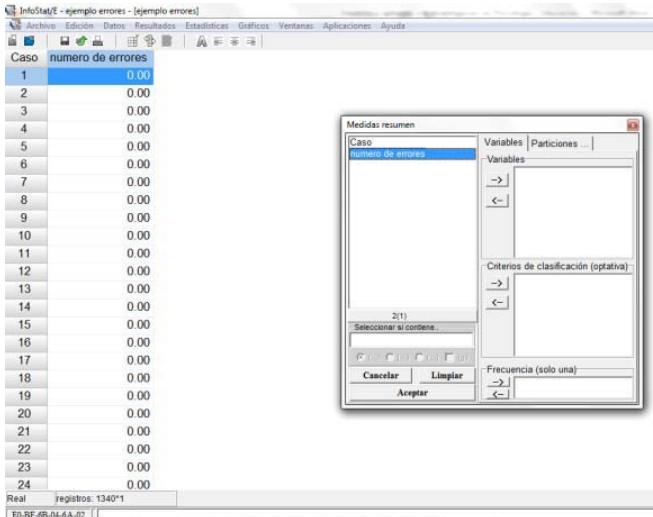 InfoStat/E - ejemplo errores - [ejemplo errores]
Archivo Edición Datos Resultados Estadísticas Gráficos Ventanas Aplicaciones Ayuda
Caso numero de errores
1 0.00
2 0.00
3 0.00
4 0.00
5 0.00
6 0.00
7 0.00
8 0.00
9 0.00
10 0.00
11 0.00
12 0.00
13 0.00
14 0.00
15 0.00
16 0.00
17 0.00
18 0.00
19 0.00
20 0.00
21 0.00
22 0.00
23 0.00
24 0.00
Real registros: 1340*1
E0-BF-6B-04-6A-02
Medidas resumen
Caso
numero de errores
2(1)
Seleccionar si contiene..
Cancelar Limpiar
Aceptar
Variables Particiones ...
Variables
-->
<--
Criterios de clasificación (optativa)
-->
<--
Frecuencia (solo una)
-->
<--